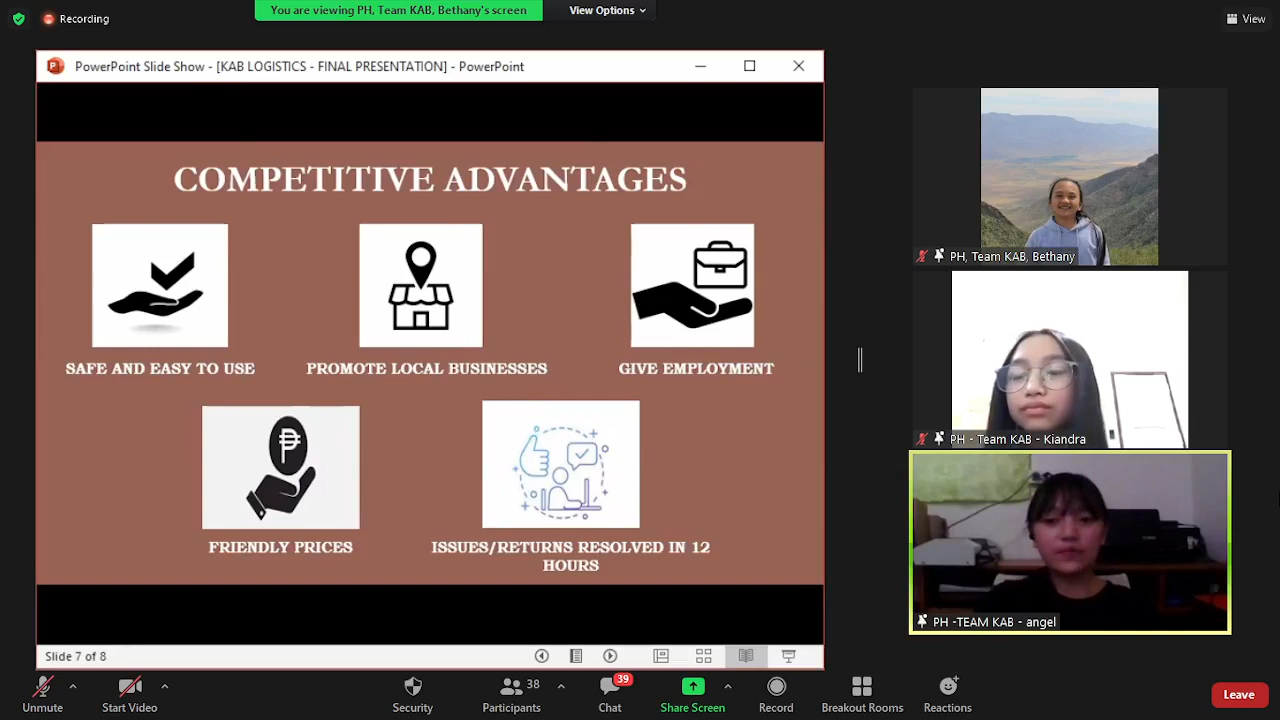 Recording
You are viewing PH, Team KAB, Bethany's screen
View Options
View
PowerPoint Slide Show - [KAB LOGISTICS - FINAL PRESENTATION] - PowerPoint
COMPETITIVE ADVANTAGES
SAFE AND EASY TO USE
PROMOTE LOCAL BUSINESSES
GIVE EMPLOYMENT
₱
FRIENDLY PRICES
ISSUES/RETURNS RESOLVED IN 12
HOURS
Slide 7 of 8
PH, Team KAB, Bethany
PH - Team KAB - Kiandra
PH -TEAM KAB - angel
Unmute
Start Video
Security
38
Participants
39
Chat
Share Screen
Record
Breakout Rooms
Reactions
Leave